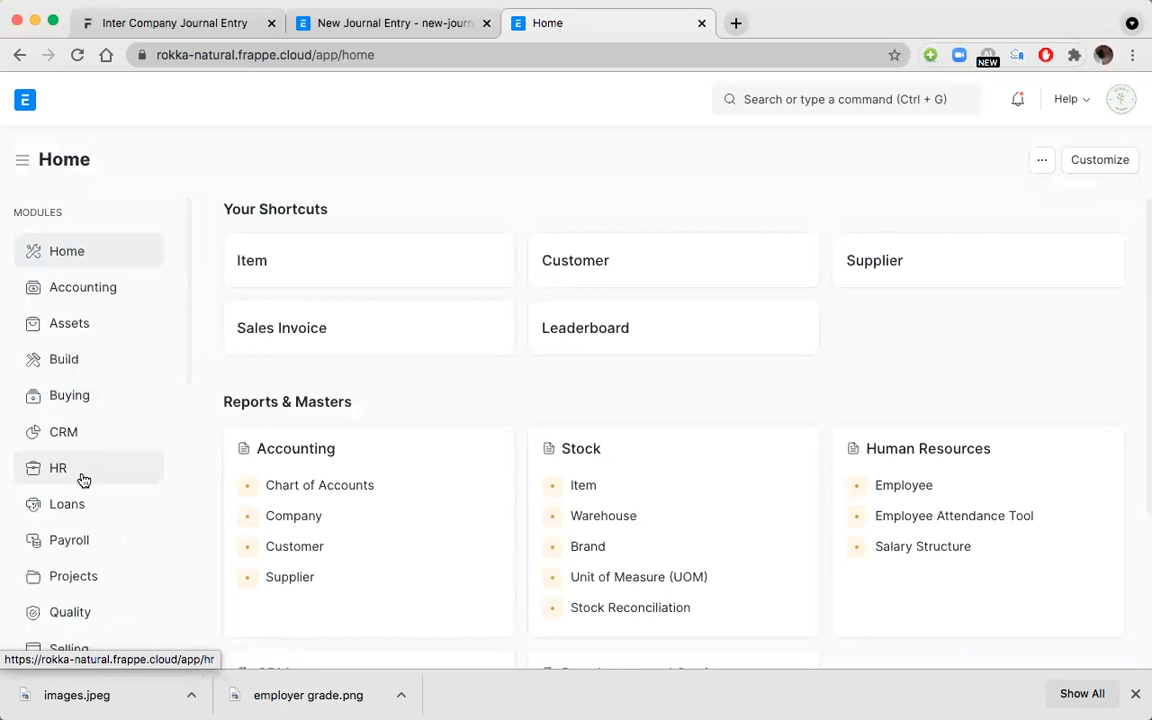 Inter Company Journal Entry
New Journal Entry - new-journ
Home
rokka-natural.frappe.cloud/app/home
NEW
E
Search or type a command (Ctrl + G)
Help
Home
Customize
MODULES
Home
Accounting
Assets
Build
Buying
CRM
HR
Loans
Payroll
Projects
Quality
Selling
Your Shortcuts
Item
Customer
Supplier
Sales Invoice
Leaderboard
Reports & Masters
Accounting
Chart of Accounts
Company
Customer
Supplier
Stock
Item
Warehouse
Brand
Unit of Measure (UOM)
Stock Reconciliation
Human Resources
Employee
Employee Attendance Tool
Salary Structure
https://rokka-natural.frappe.cloud/app/hr
images.jpeg
employer grade.png
Show All